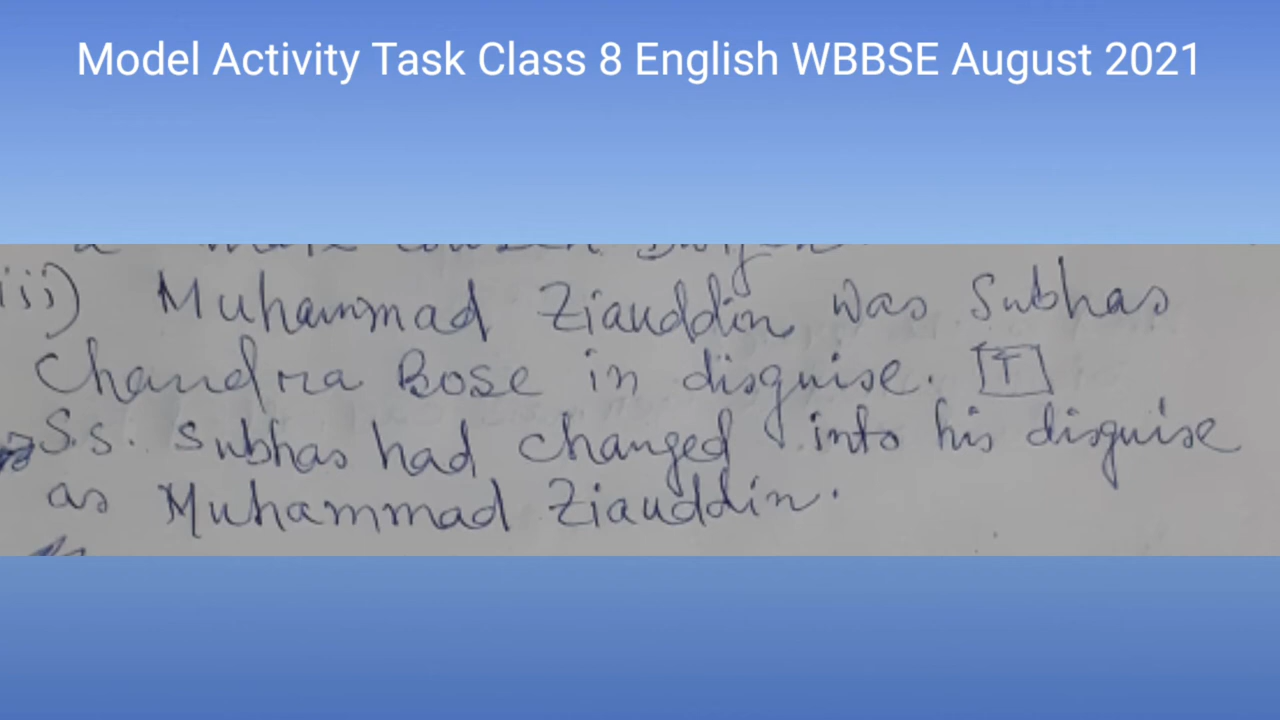 Model Activity Task Class 8 English WBBSE August 2021
iii) Muhammad Ziauddin was Subhas
Chandra Bose in disguise. T
S.S. Subhas had changed into his disguise
as Muhammad Ziauddin.